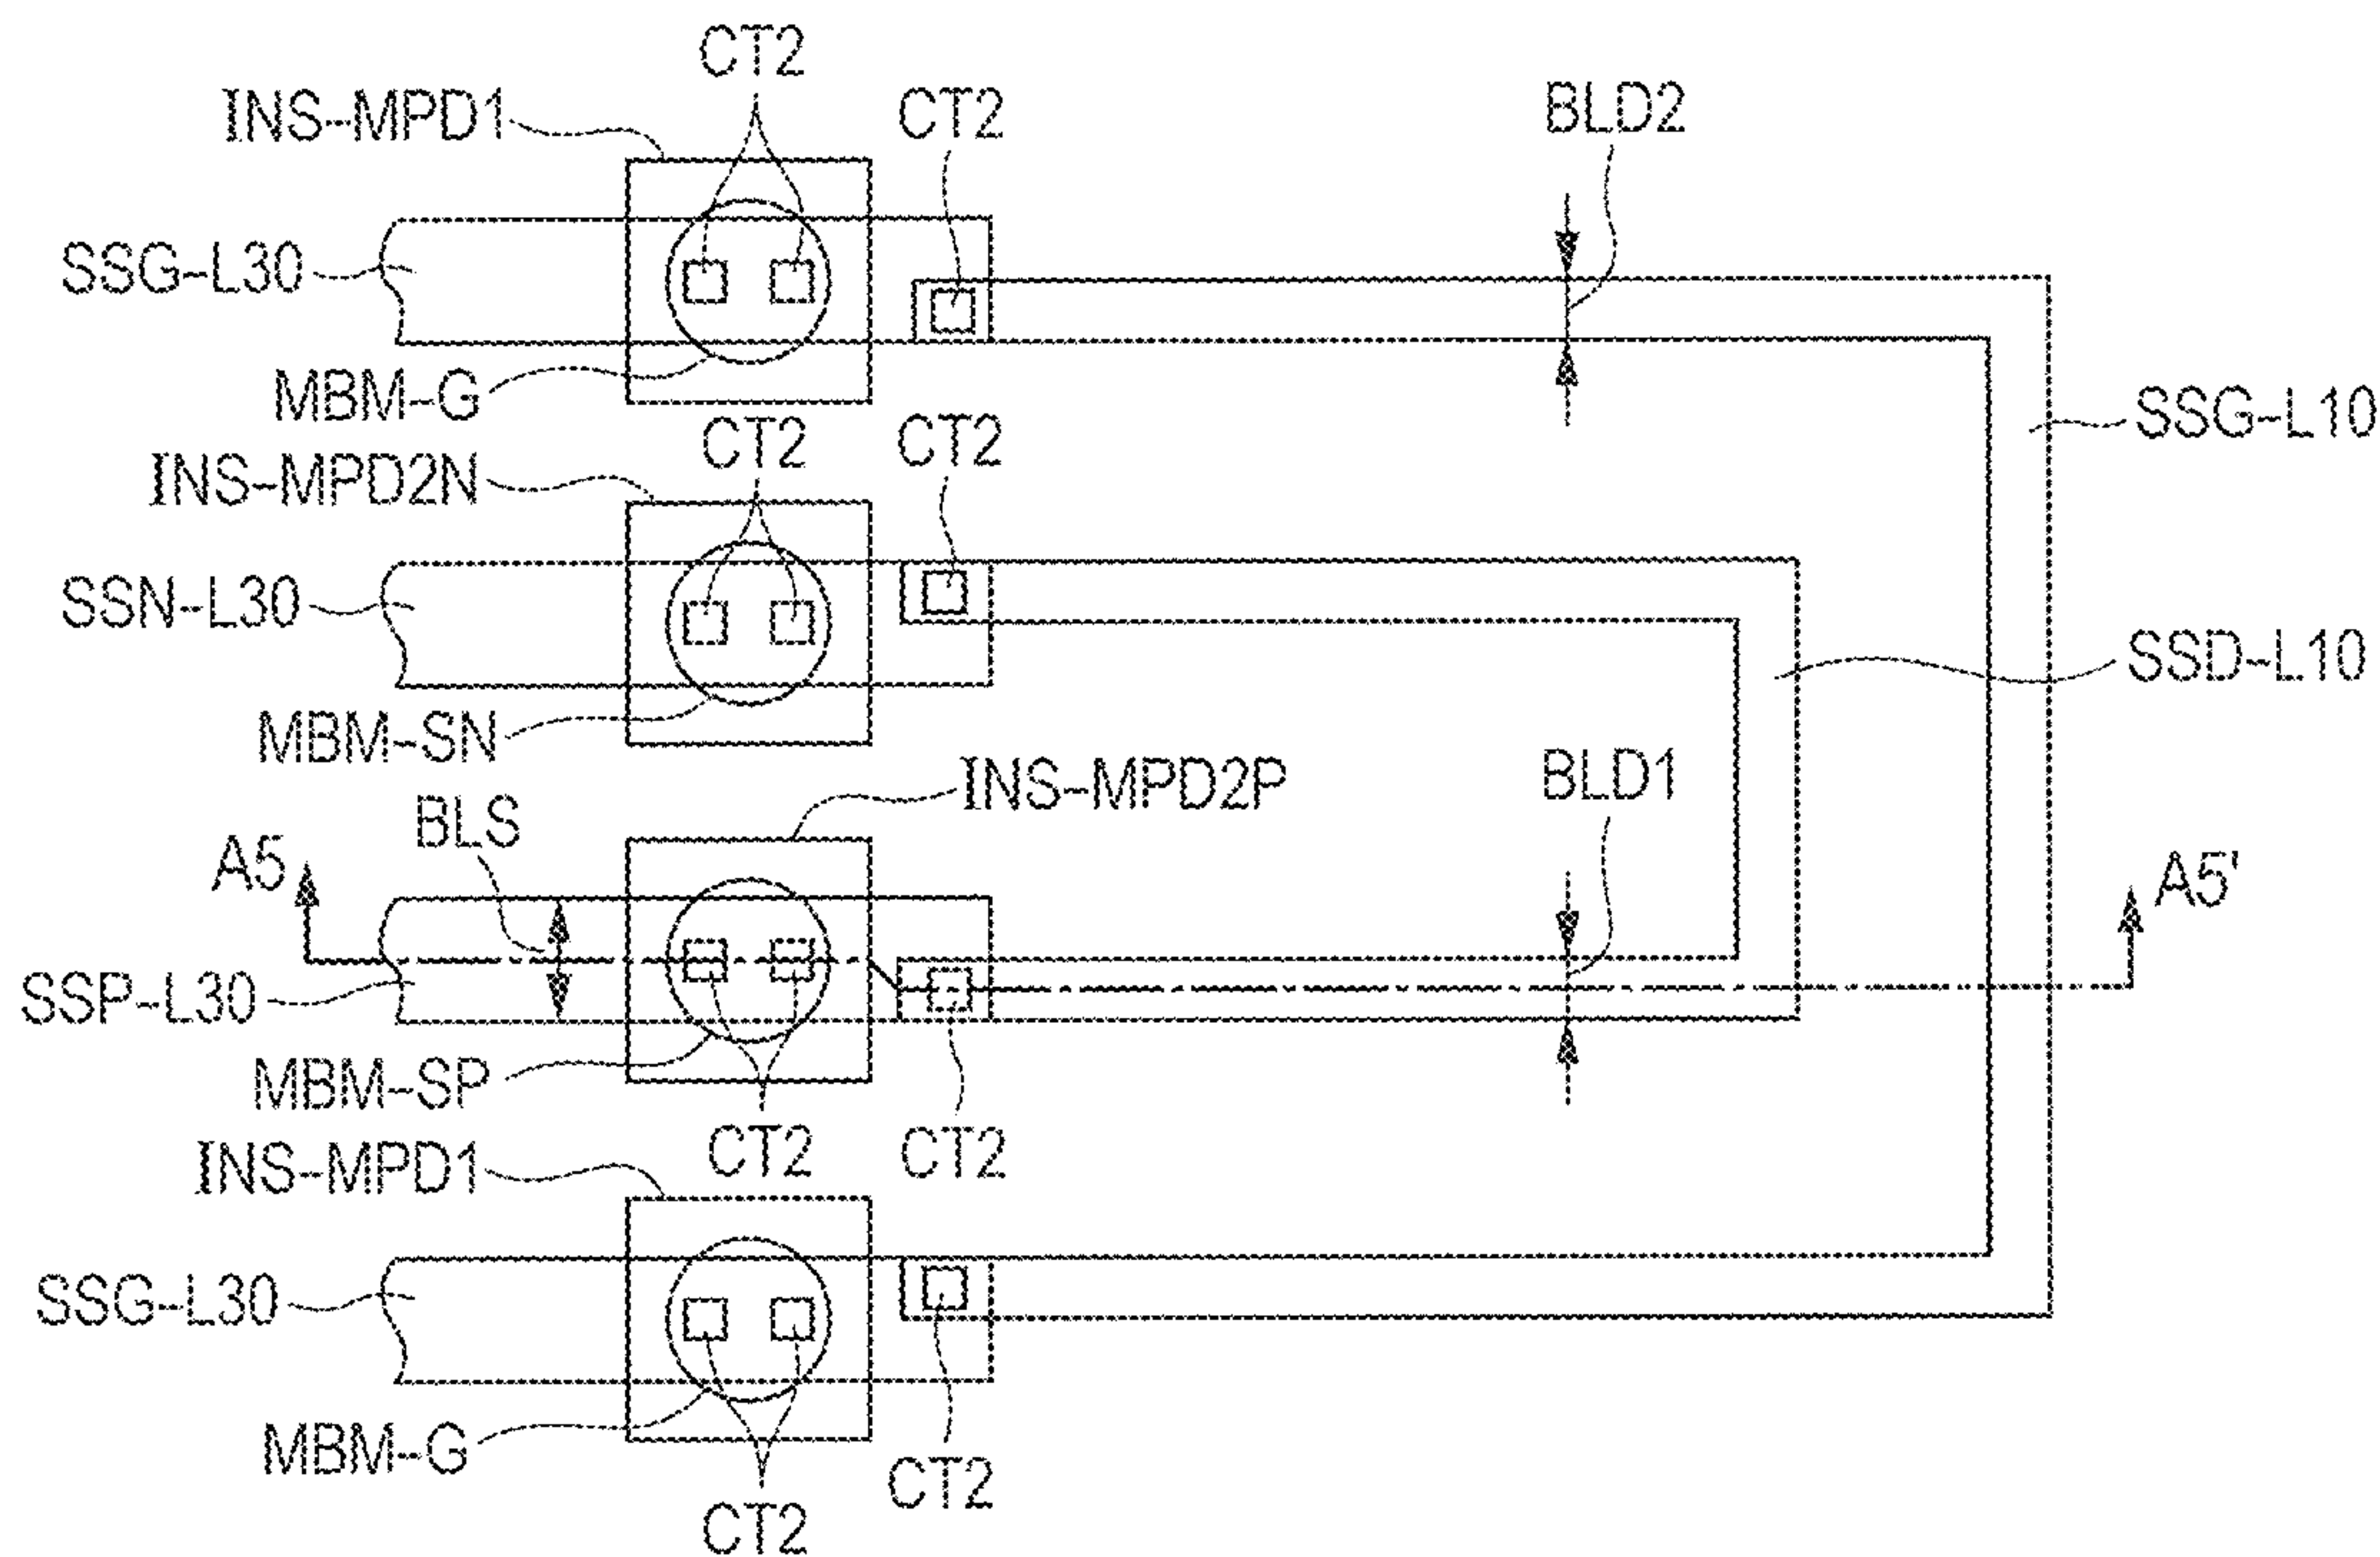 CT2
INS-MPD1
CT2
BLD2
SSG-L30
MBM-G
SSG-L10
CT2
CT2
INS-MPD2N
SSN-L30
SSD-L10
MBM-SN
INS-MPD2P
BLD1
BLS
A5
A5'
SSP-L30
MBM-SP
CT2
CT2
INS-MPD1
SSG-L30
MBM-G
CT2
CT2